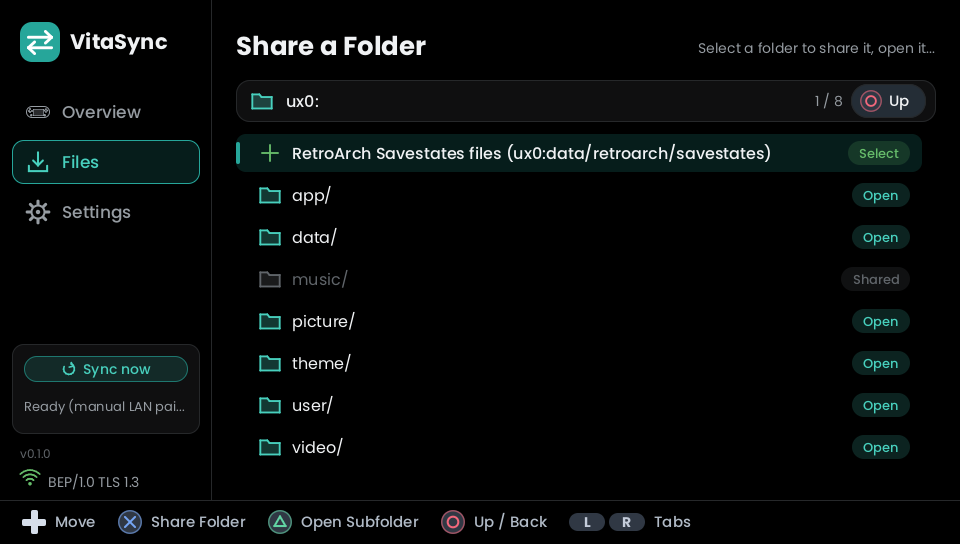 VitaSync
Overview
Files
Settings
Sync now
Ready (manual LAN pai...
v0.1.0
BEP/1.0 TLS 1.3
Share a Folder
Select a folder to share it, open it...
ux0:
1 / 8
Up
RetroArch Savestates files (ux0:data/retroarch/savestates)
Select
app/
Open
data/
Open
music/
Shared
picture/
Open
theme/
Open
user/
Open
video/
Open
Move
Share Folder
Open Subfolder
Up / Back
L
R
Tabs